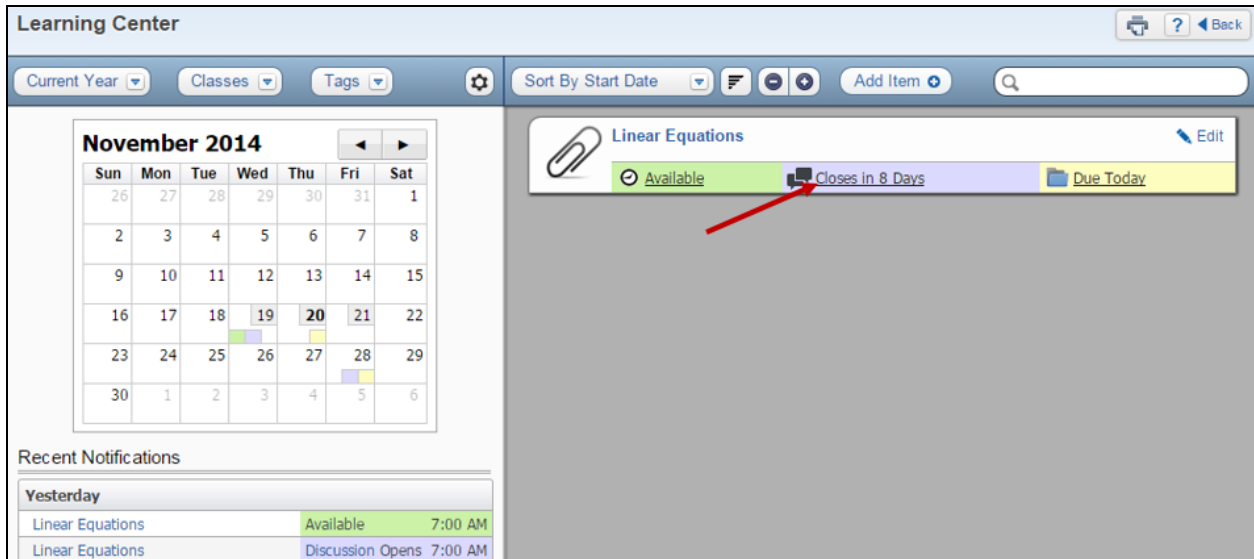 Learning Center
? Back
Current Year Classes Tags
Sort By Start Date Add Item
November 2014
Sun Mon Tue Wed Thu Fri Sat
26 27 28 29 30 31 1
2 3 4 5 6 7 8
9 10 11 12 13 14 15
16 17 18 19 20 21 22
23 24 25 26 27 28 29
30 1 2 3 4 5 6
Recent Notifications
Yesterday
Linear Equations Available 7:00 AM
Linear Equations Discussion Opens 7:00 AM
Linear Equations Edit
Available Closes in 8 Days Due Today